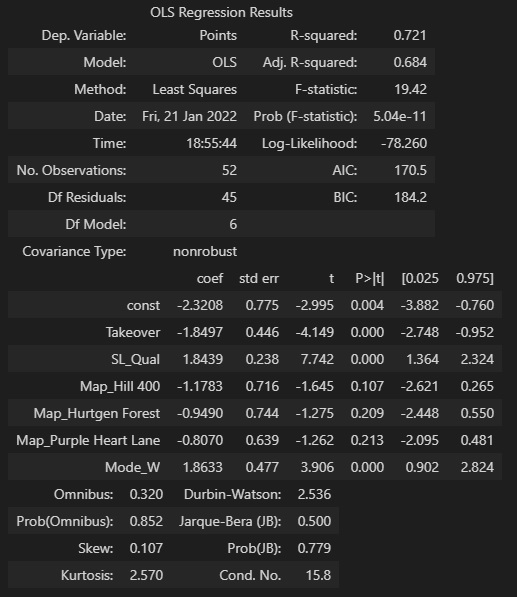 OLS Regression Results
Dep. Variable: Points R-squared: 0.721
Model: OLS Adj. R-squared: 0.684
Method: Least Squares F-statistic: 19.42
Date: Fri, 21 Jan 2022 Prob (F-statistic): 5.04e-11
Time: 18:55:44 Log-Likelihood: -78.260
No. Observations: 52 AIC: 170.5
Df Residuals: 45 BIC: 184.2
Df Model: 6
Covariance Type: nonrobust
coef std err t P>|t| [0.025 0.975]
const -2.3208 0.775 -2.995 0.004 -3.882 -0.760
Takeover -1.8497 0.446 -4.149 0.000 -2.748 -0.952
SL_Qual 1.8439 0.238 7.742 0.000 1.364 2.324
Map_Hill 400 -1.1783 0.716 -1.645 0.107 -2.621 0.265
Map_Hurtgen Forest -0.9490 0.744 -1.275 0.209 -2.448 0.550
Map_Purple Heart Lane -0.8070 0.639 -1.262 0.213 -2.095 0.481
Mode_W 1.8633 0.477 3.906 0.000 0.902 2.824
Omnibus: 0.320 Durbin-Watson: 2.536
Prob(Omnibus): 0.852 Jarque-Bera (JB): 0.500
Skew: 0.107 Prob(JB): 0.779
Kurtosis: 2.570 Cond. No. 15.8